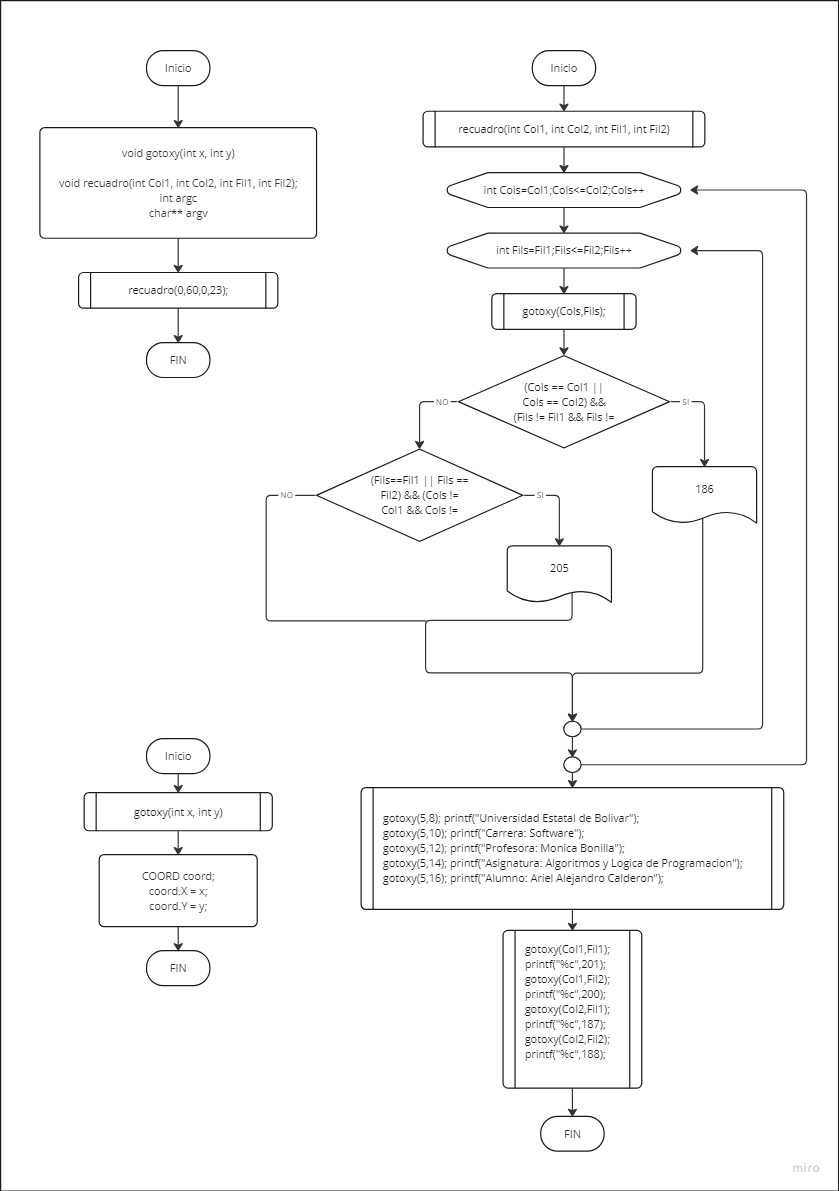 Inicio
void gotoxy(int x, int y)
void recuadro(int Col1, int Col2, int Fil1, int Fil2);
int argc
char** argv
recuadro(0,60,0,23);
FIN
Inicio
recuadro(int Col1, int Col2, int Fil1, int Fil2)
int Cols=Col1;Cols<=Col2;Cols++
int Fils=Fil1;Fils<=Fil2;Fils++
gotoxy(Cols,Fils);
(Cols == Col1 ||
Cols == Col2) &&
(Fils != Fil1 && Fils !=
NO
SI
186
(Fils==Fil1 || Fils ==
Fil2) && (Cols !=
Col1 && Cols !=
NO
SI
205
Inicio
gotoxy(int x, int y)
COORD coord;
coord.X = x;
coord.Y = y;
FIN
gotoxy(5,8); printf("Universidad Estatal de Bolivar");
gotoxy(5,10); printf("Carrera: Software");
gotoxy(5,12); printf("Profesora: Monica Bonilla");
gotoxy(5,14); printf("Asignatura: Algoritmos y Logica de Programacion");
gotoxy(5,16); printf("Alumno: Ariel Alejandro Calderon");
gotoxy(Col1,Fil1);
printf("%c",201);
gotoxy(Col1,Fil2);
printf("%c",200);
gotoxy(Col2,Fil1);
printf("%c",187);
gotoxy(Col2,Fil2);
printf("%c",188);
FIN
miro